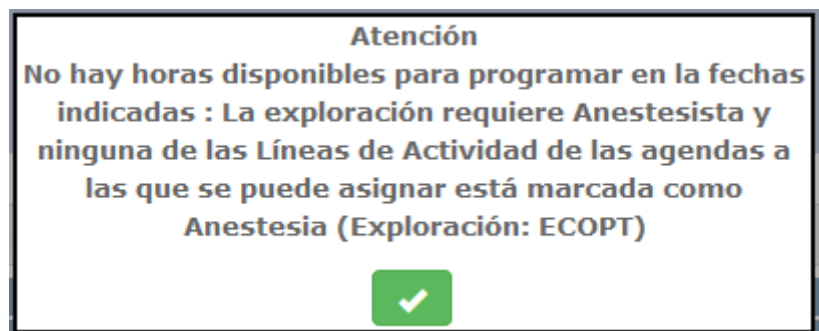 Atención
No hay horas disponibles para programar en la fechas
indicadas : La exploración requiere Anestesista y
ninguna de las Líneas de Actividad de las agendas a
las que se puede asignar está marcada como
Anestesia (Exploración: ECOPT)